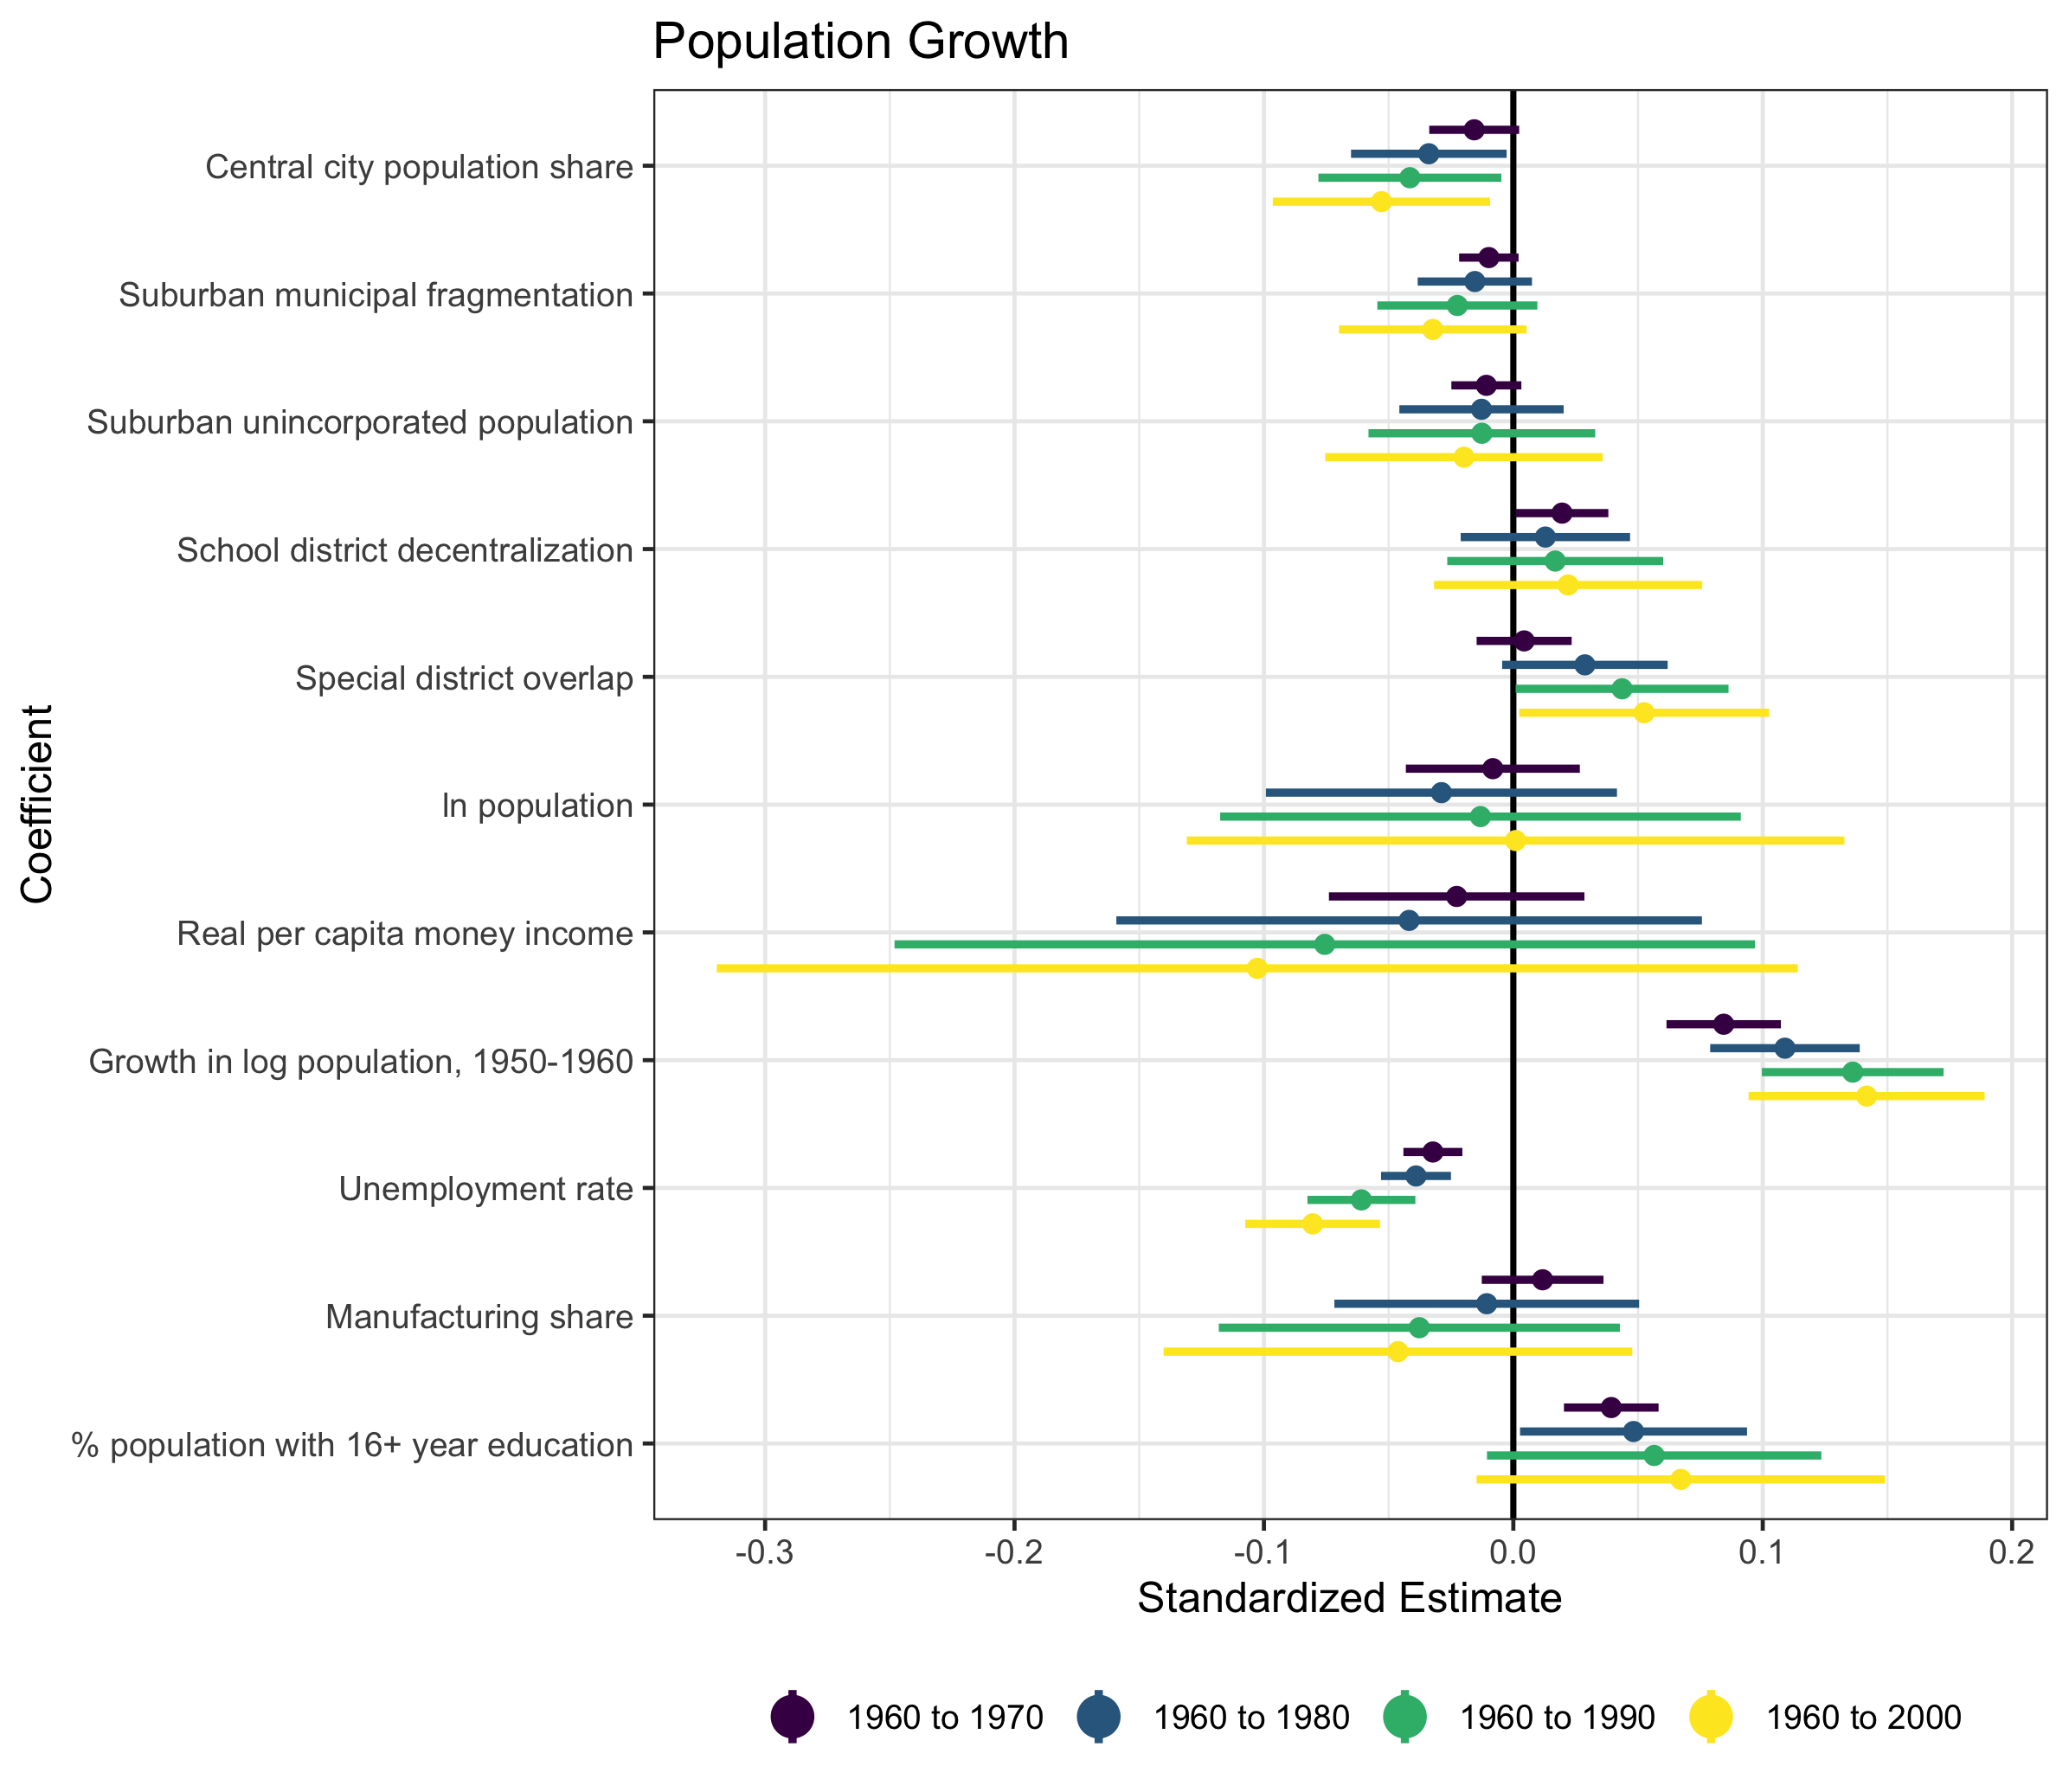 Population Growth
Central city population share
Suburban municipal fragmentation
Suburban unincorporated population
School district decentralization
Special district overlap
Coefficient
ln population
Real per capita money income
Growth in log population, 1950-1960
Unemployment rate
Manufacturing share
% population with 16+ year education
-0.3 -0.2 -0.1 0.0 0.1 0.2
Standardized Estimate
1960 to 1970 1960 to 1980 1960 to 1990 1960 to 2000